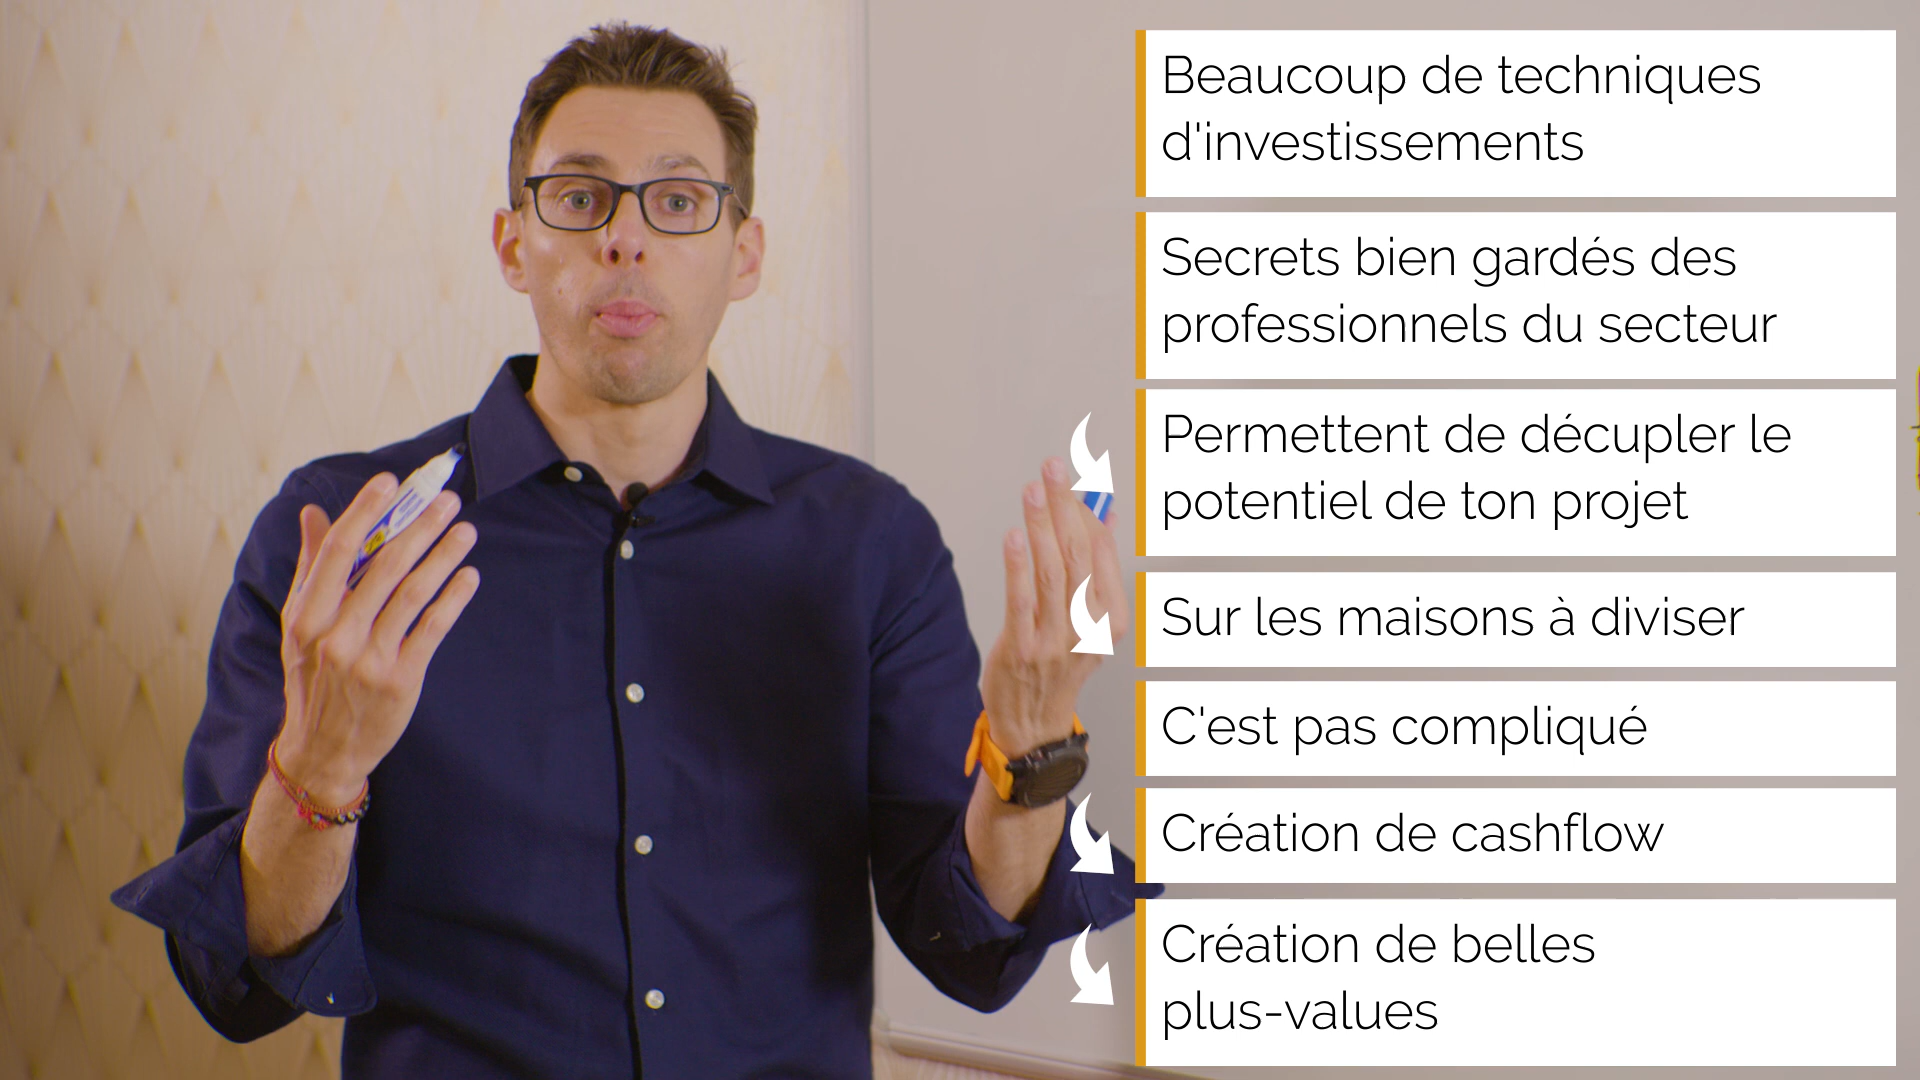 Beaucoup de techniques
d'investissements
Secrets bien gardés des
professionnels du secteur
Permettent de décupler le
potentiel de ton projet
Sur les maisons à diviser
C'est pas compliqué
Création de cashflow
Création de belles
plus-values